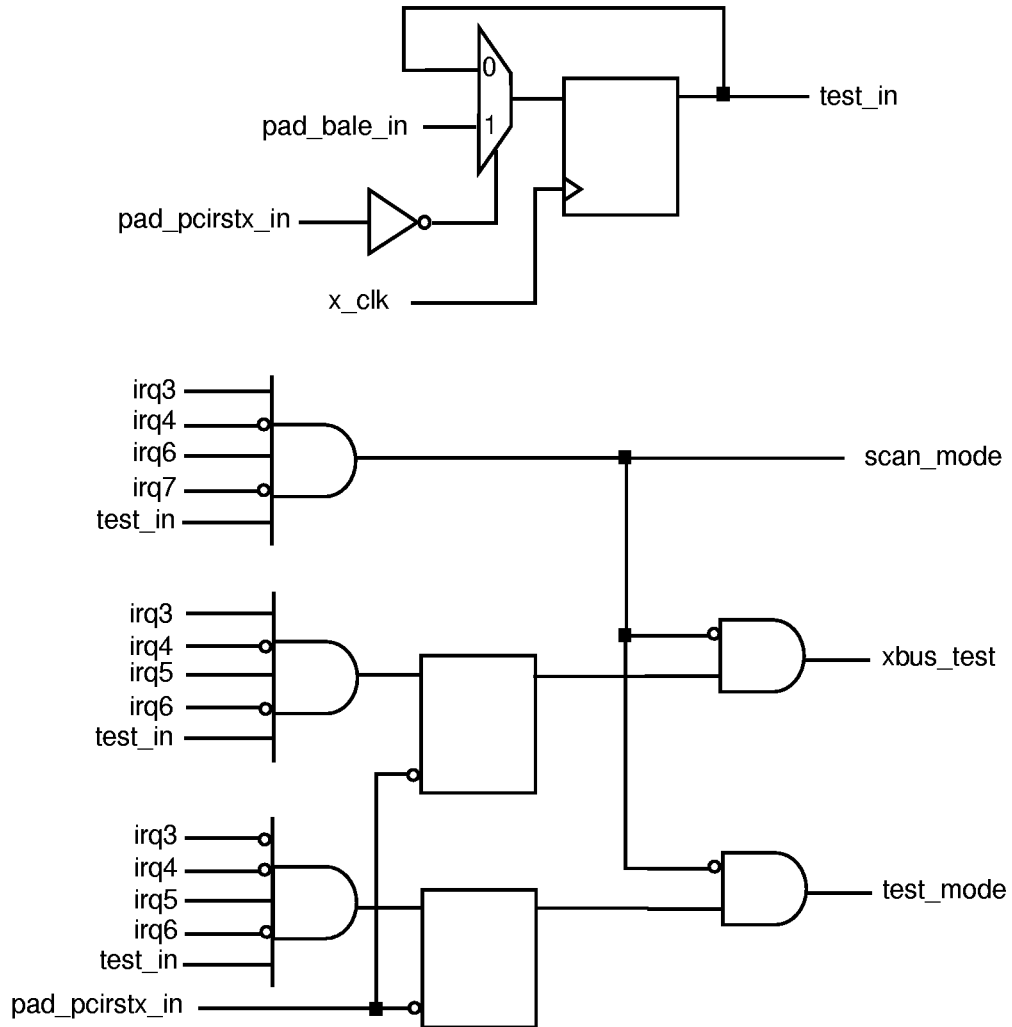 0
test_in
pad_bale_in
1
pad_pcirstx_in
x_clk
irq3
irq4
irq6
scan_mode
irq7
test_in
irq3
irq4
xbus_test
irq5
irq6
test_in
irq3
irq4
test_mode
irq5
irq6
test_in
pad_pcirstx_in